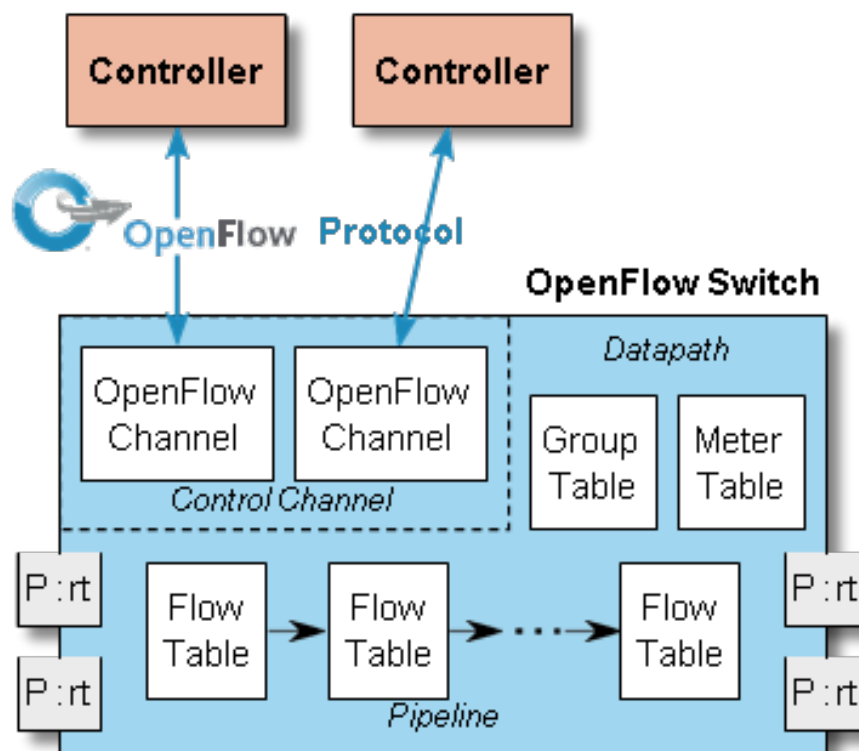 Controller
Controller
OpenFlow Protocol
OpenFlow Switch
Datapath
OpenFlow
Channel
OpenFlow
Channel
Control Channel
Group
Table
Meter
Table
P:rt
P:rt
Flow
Table
Flow
Table
...
Flow
Table
P:rt
P:rt
Pipeline